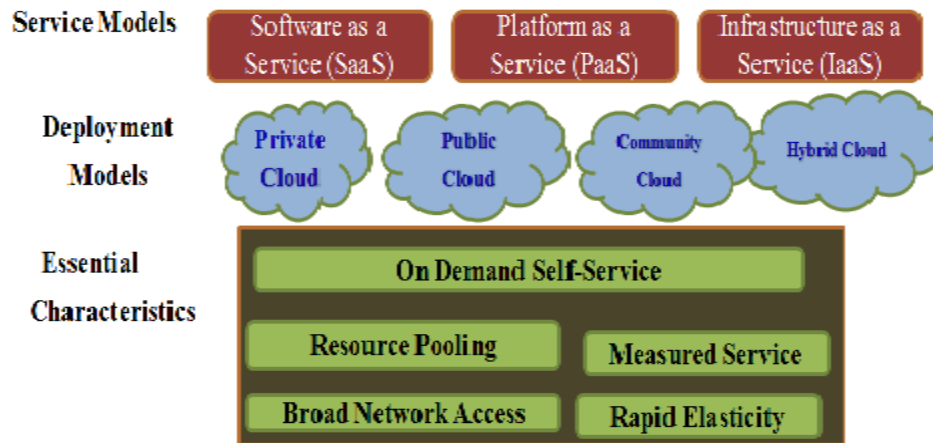 Service Models
Software as a
Service (SaaS)
Platform as a
Service (PaaS)
Infrastructure as a
Service (IaaS)
Deployment
Models
Private
Cloud
Public
Cloud
Community
Cloud
Hybrid Cloud
Essential
Characteristics
On Demand Self-Service
Resource Pooling
Measured Service
Broad Network Access
Rapid Elasticity